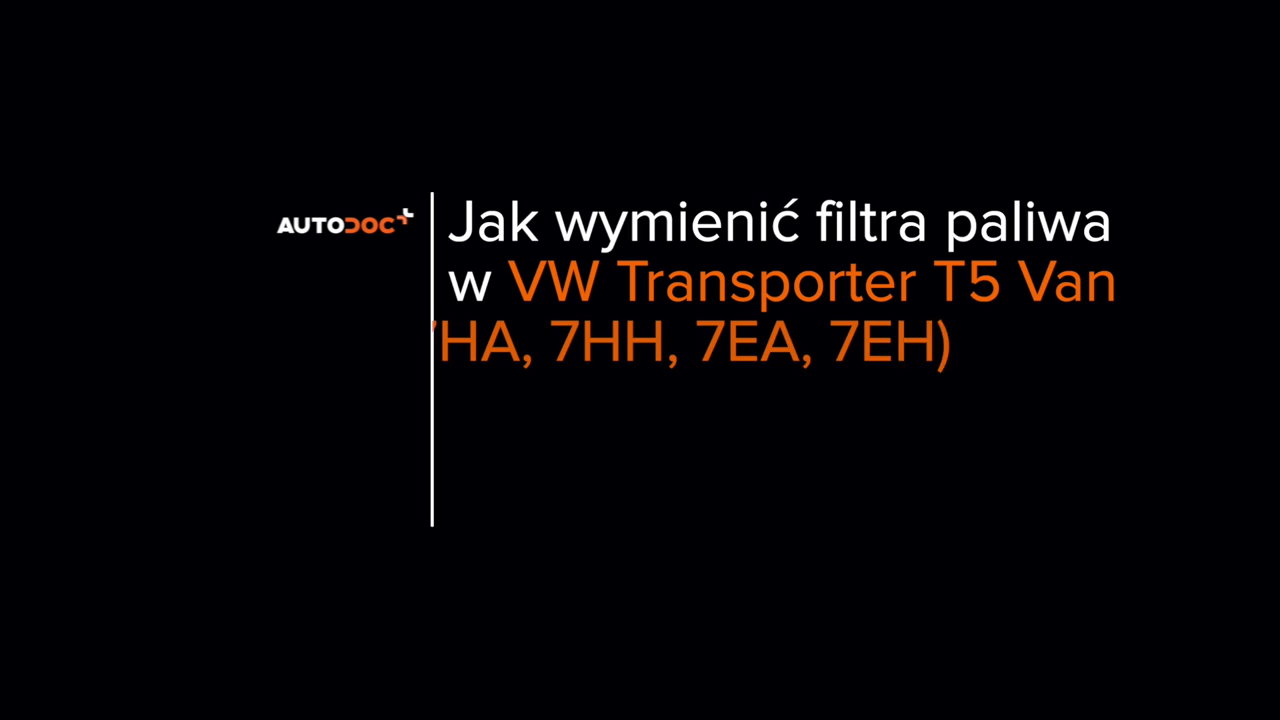 AUTODOC
Jak wymienić filtra paliwa
w VW Transporter T5 Van
HA, 7HH, 7EA, 7EH)